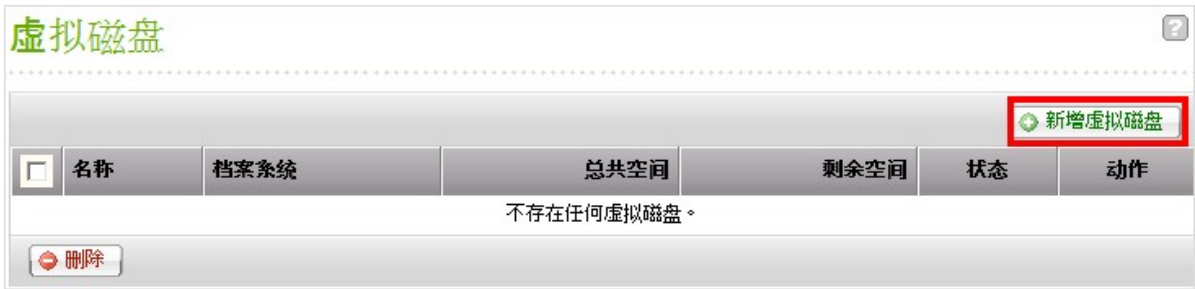 虚拟磁盘
?
新增虚拟磁盘
名称 档案系统 总共空间 剩余空间 状态 动作
不存在任何虚拟磁盘。
删除